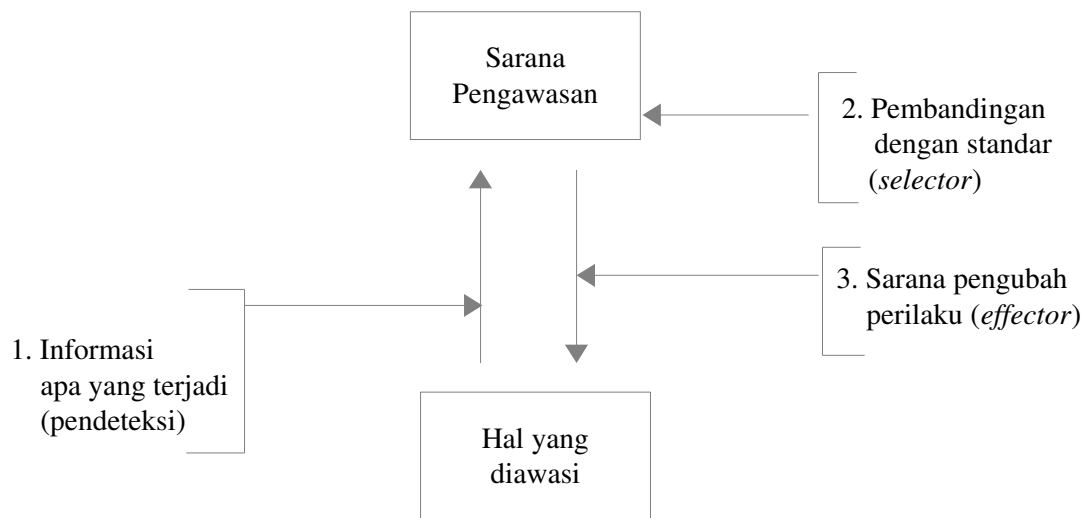 Sarana
Pengawasan
2. Pembandingan
dengan standar
(selector)
3. Sarana pengubah
perilaku (effector)
1. Informasi
apa yang terjadi
(pendeteksi)
Hal yang
diawasi